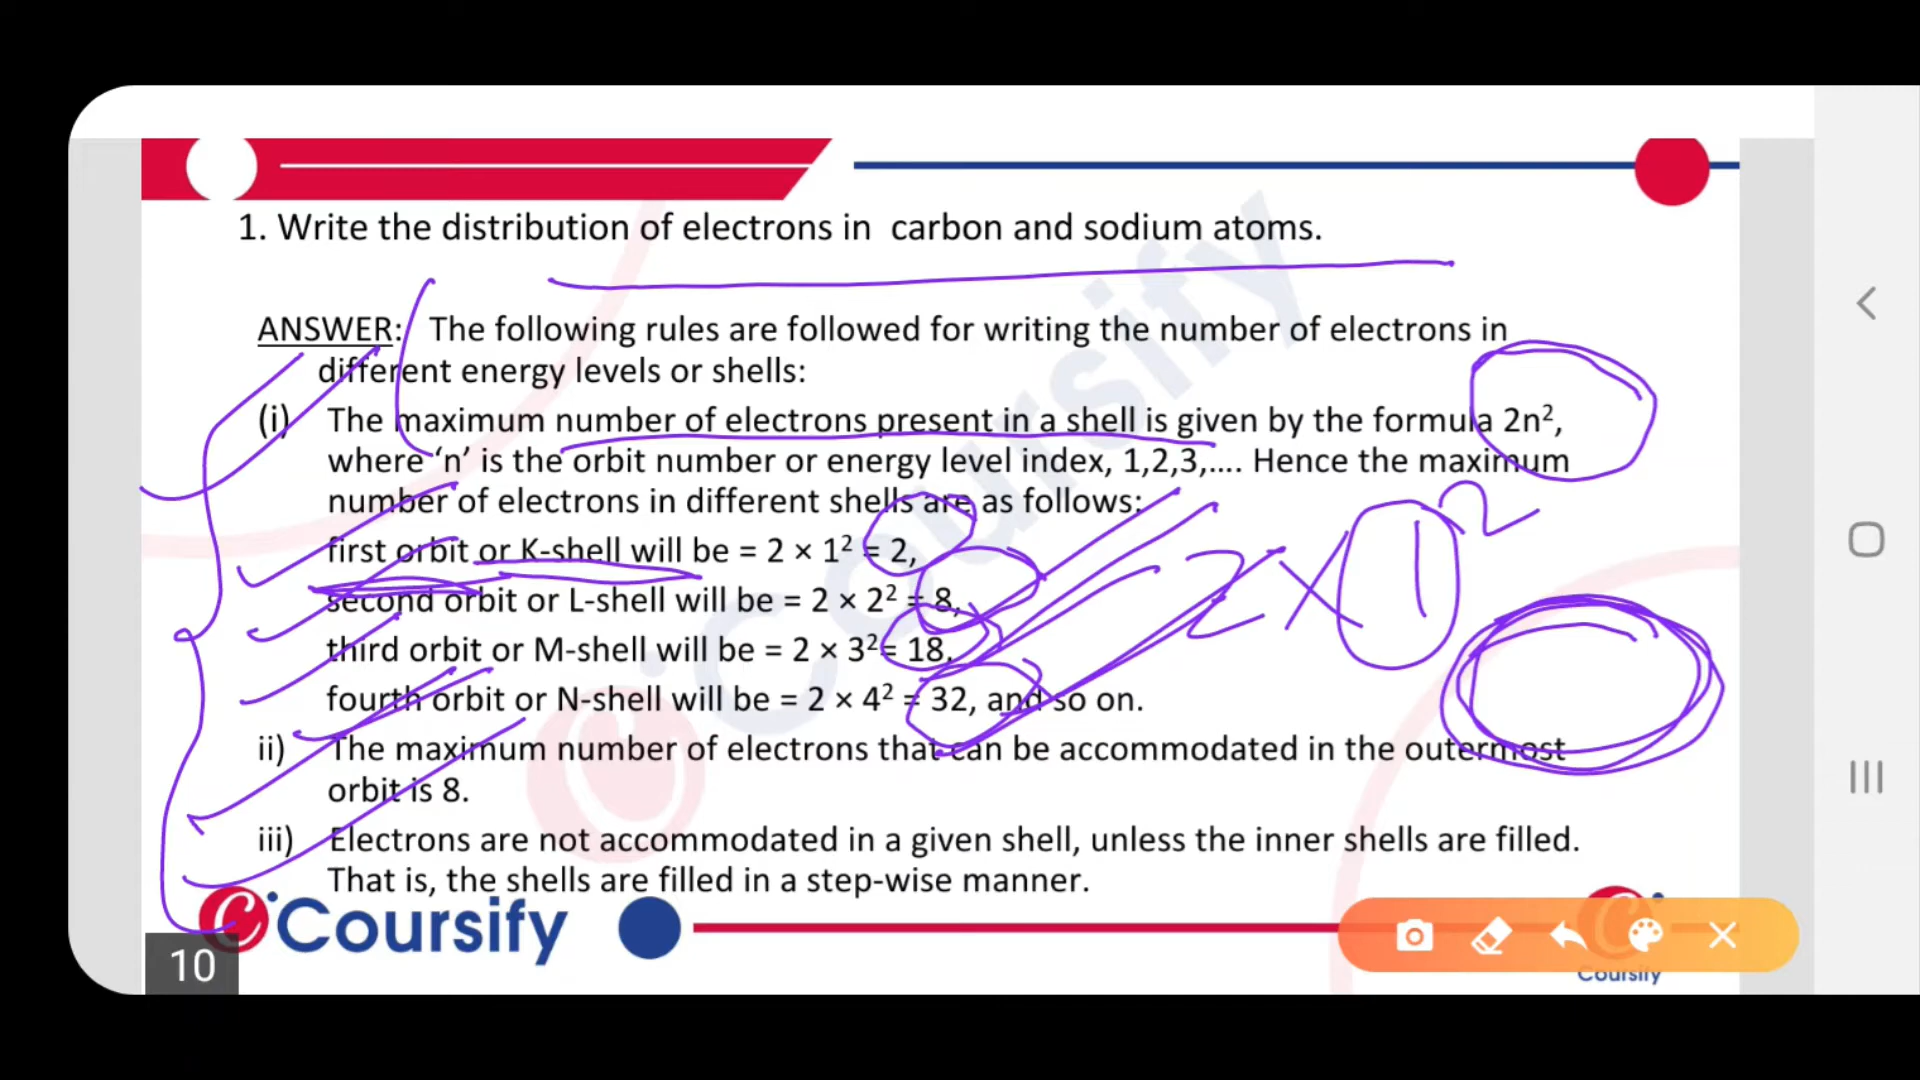 1. Write the distribution of electrons in carbon and sodium atoms.
ANSWER: The following rules are followed for writing the number of electrons in
different energy levels or shells:
(i) The maximum number of electrons present in a shell is given by the formula 2n²,
where ‘n’ is the orbit number or energy level index, 1,2,3,.... Hence the maximum
number of electrons in different shells are as follows:
first orbit or K-shell will be = 2 × 1² = 2,
second orbit or L-shell will be = 2 × 2² = 8,
third orbit or M-shell will be = 2 × 3²= 18,
fourth orbit or N-shell will be = 2 × 4² = 32, and so on.
2×1²
ii) The maximum number of electrons that can be accommodated in the outermost
orbit is 8.
iii) Electrons are not accommodated in a given shell, unless the inner shells are filled.
That is, the shells are filled in a step-wise manner.
Coursify
Coursify
Coursify
10